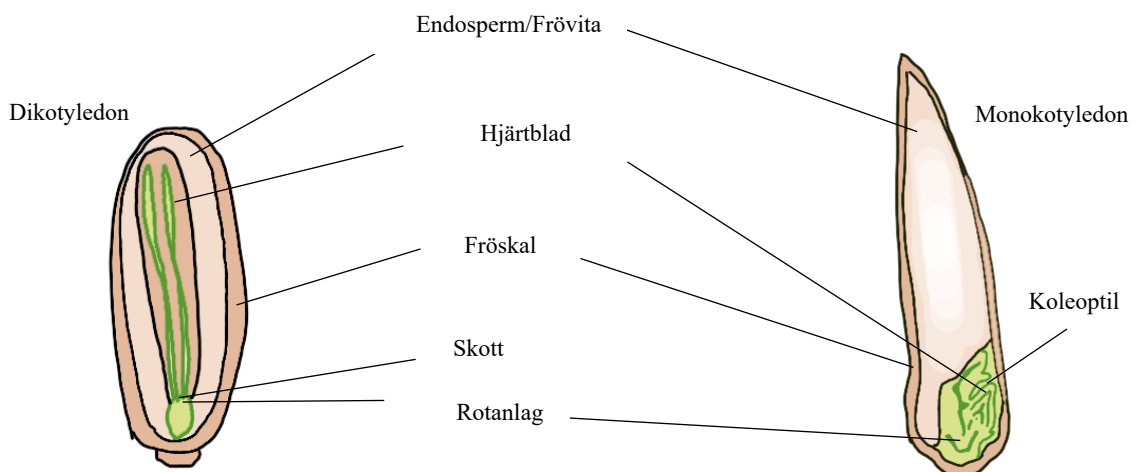 Endosperm/Frövita
Dikotyledon
Monokotyledon
Hjärtblad
Fröskal
Koleoptil
Skott
Rotanlag